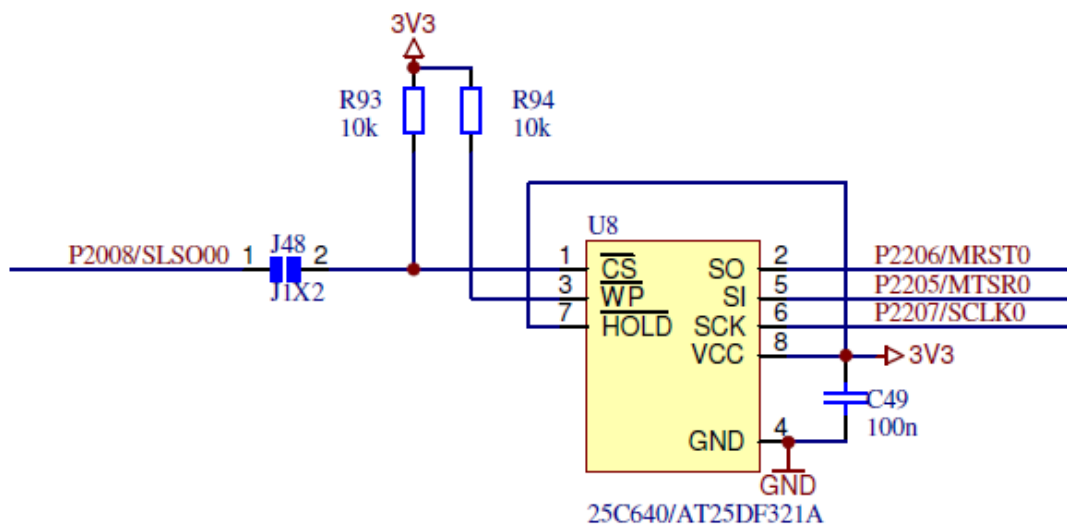 3V3
R93
10k
R94
10k
U8
P2008/SLSO00
1
J48
2
J1X2
1
CS
SO
2
P2206/MRST0
3
WP
SI
5
P2205/MTSR0
7
HOLD
SCK
6
P2207/SCLK0
VCC
8
3V3
C49
100n
GND
4
GND
25C640/AT25DF321A